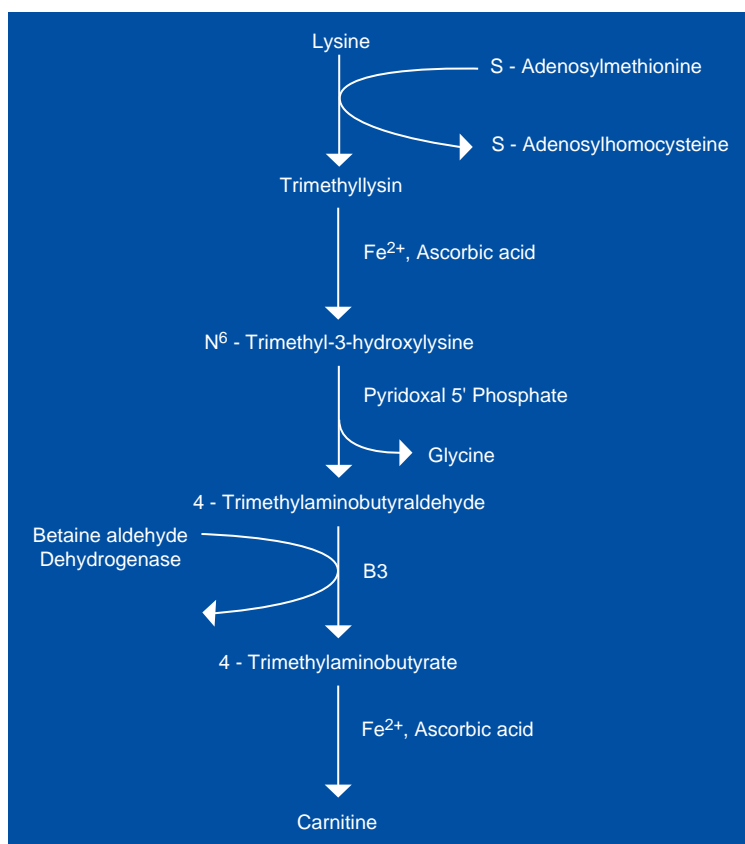 Lysine
S - Adenosylmethionine
S - Adenosylhomocysteine
Trimethyllysin
Fe2+, Ascorbic acid
N6 - Trimethyl-3-hydroxylysine
Pyridoxal 5' Phosphate
Glycine
4 - Trimethylaminobutyraldehyde
Betaine aldehyde
Dehydrogenase
B3
4 - Trimethylaminobutyrate
Fe2+, Ascorbic acid
Carnitine